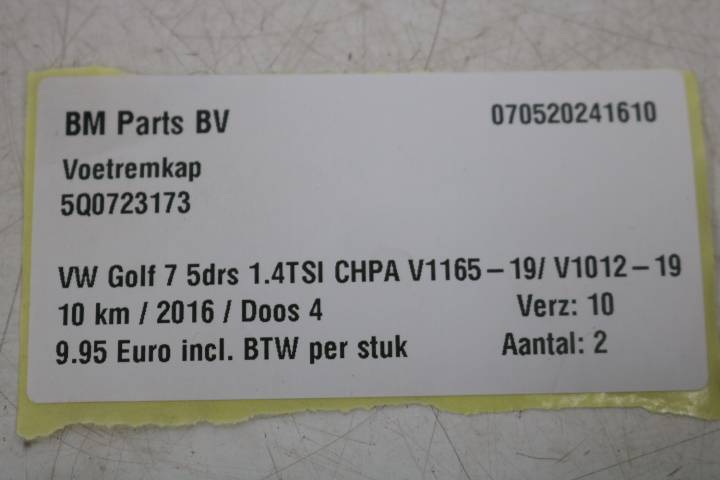 BM Parts BV 070520241610
Voetremkap
5Q0723173
VW Golf 7 5drs 1.4TSI CHPA V1165-19/ V1012-19
10 km / 2016 / Doos 4 Verz: 10
9.95 Euro incl. BTW per stuk Aantal: 2